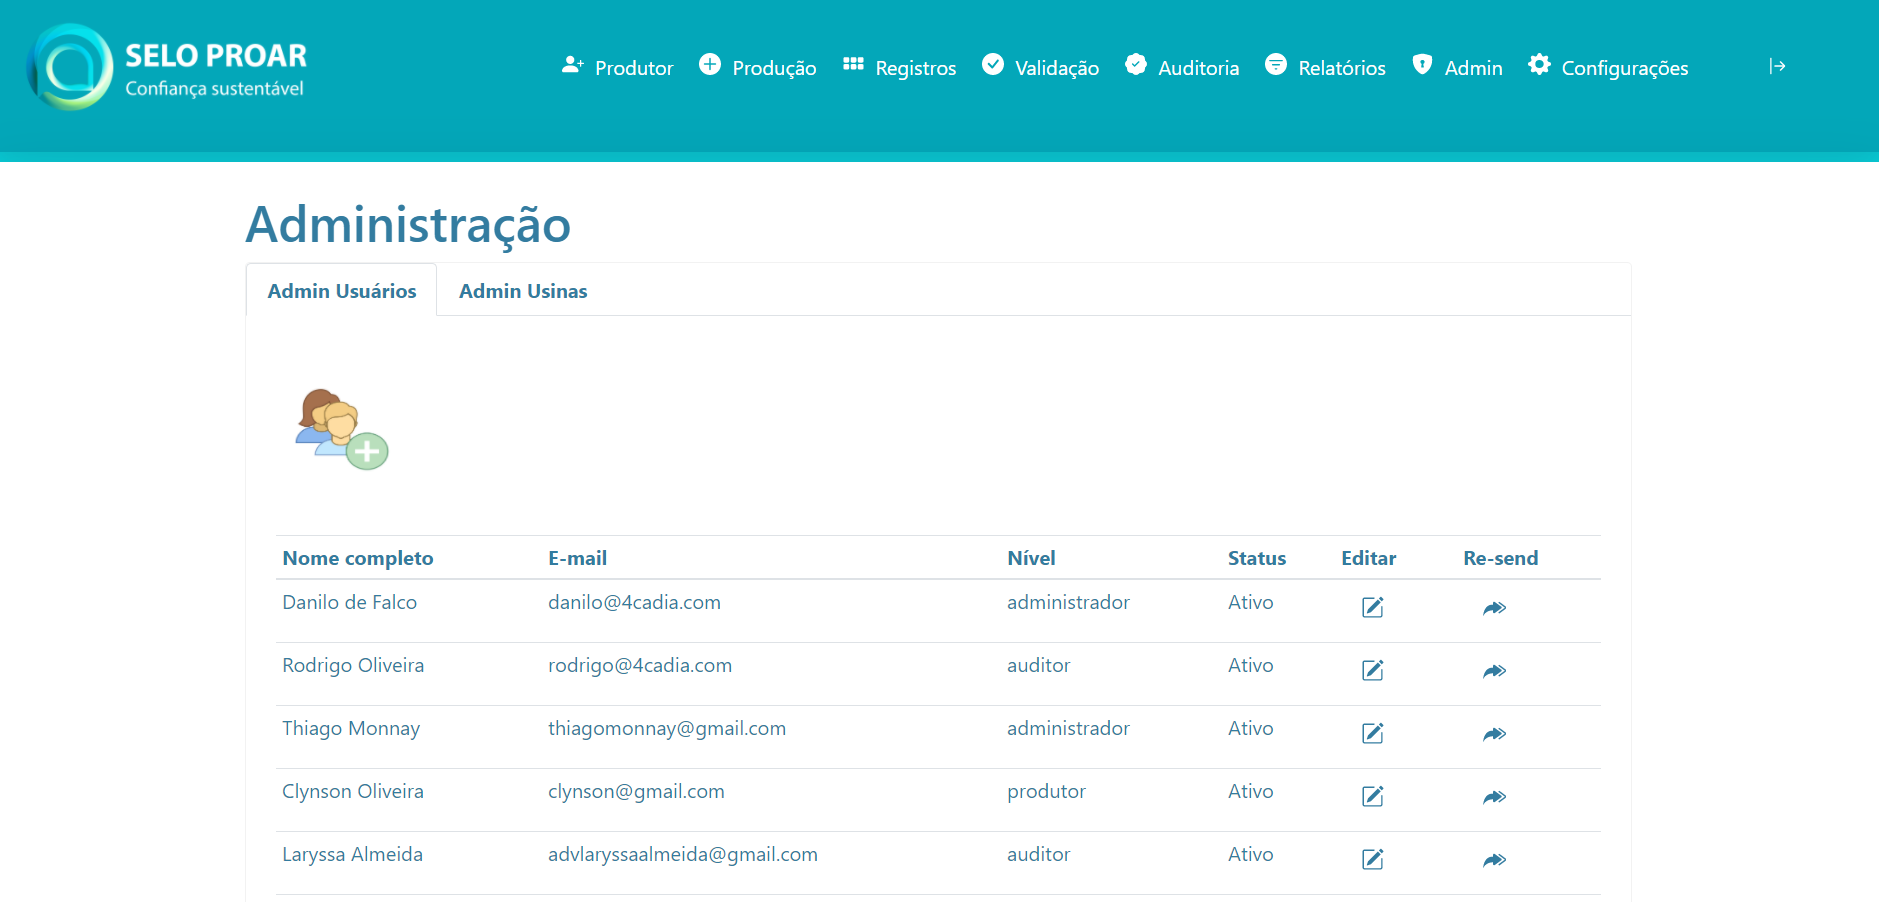 SELO PROAR
Confiança sustentável
Produtor Produção Registros Validação Auditoria Relatórios Admin Configurações
Administração
Admin Usuários Admin Usinas
Nome completo E-mail Nível Status Editar Re-send
Danilo de Falco danilo@4cadia.com administrador Ativo
Rodrigo Oliveira rodrigo@4cadia.com auditor Ativo
Thiago Monnay thiagomonnay@gmail.com administrador Ativo
Clynson Oliveira clynson@gmail.com produtor Ativo
Laryssa Almeida advlaryssaalmeida@gmail.com auditor Ativo